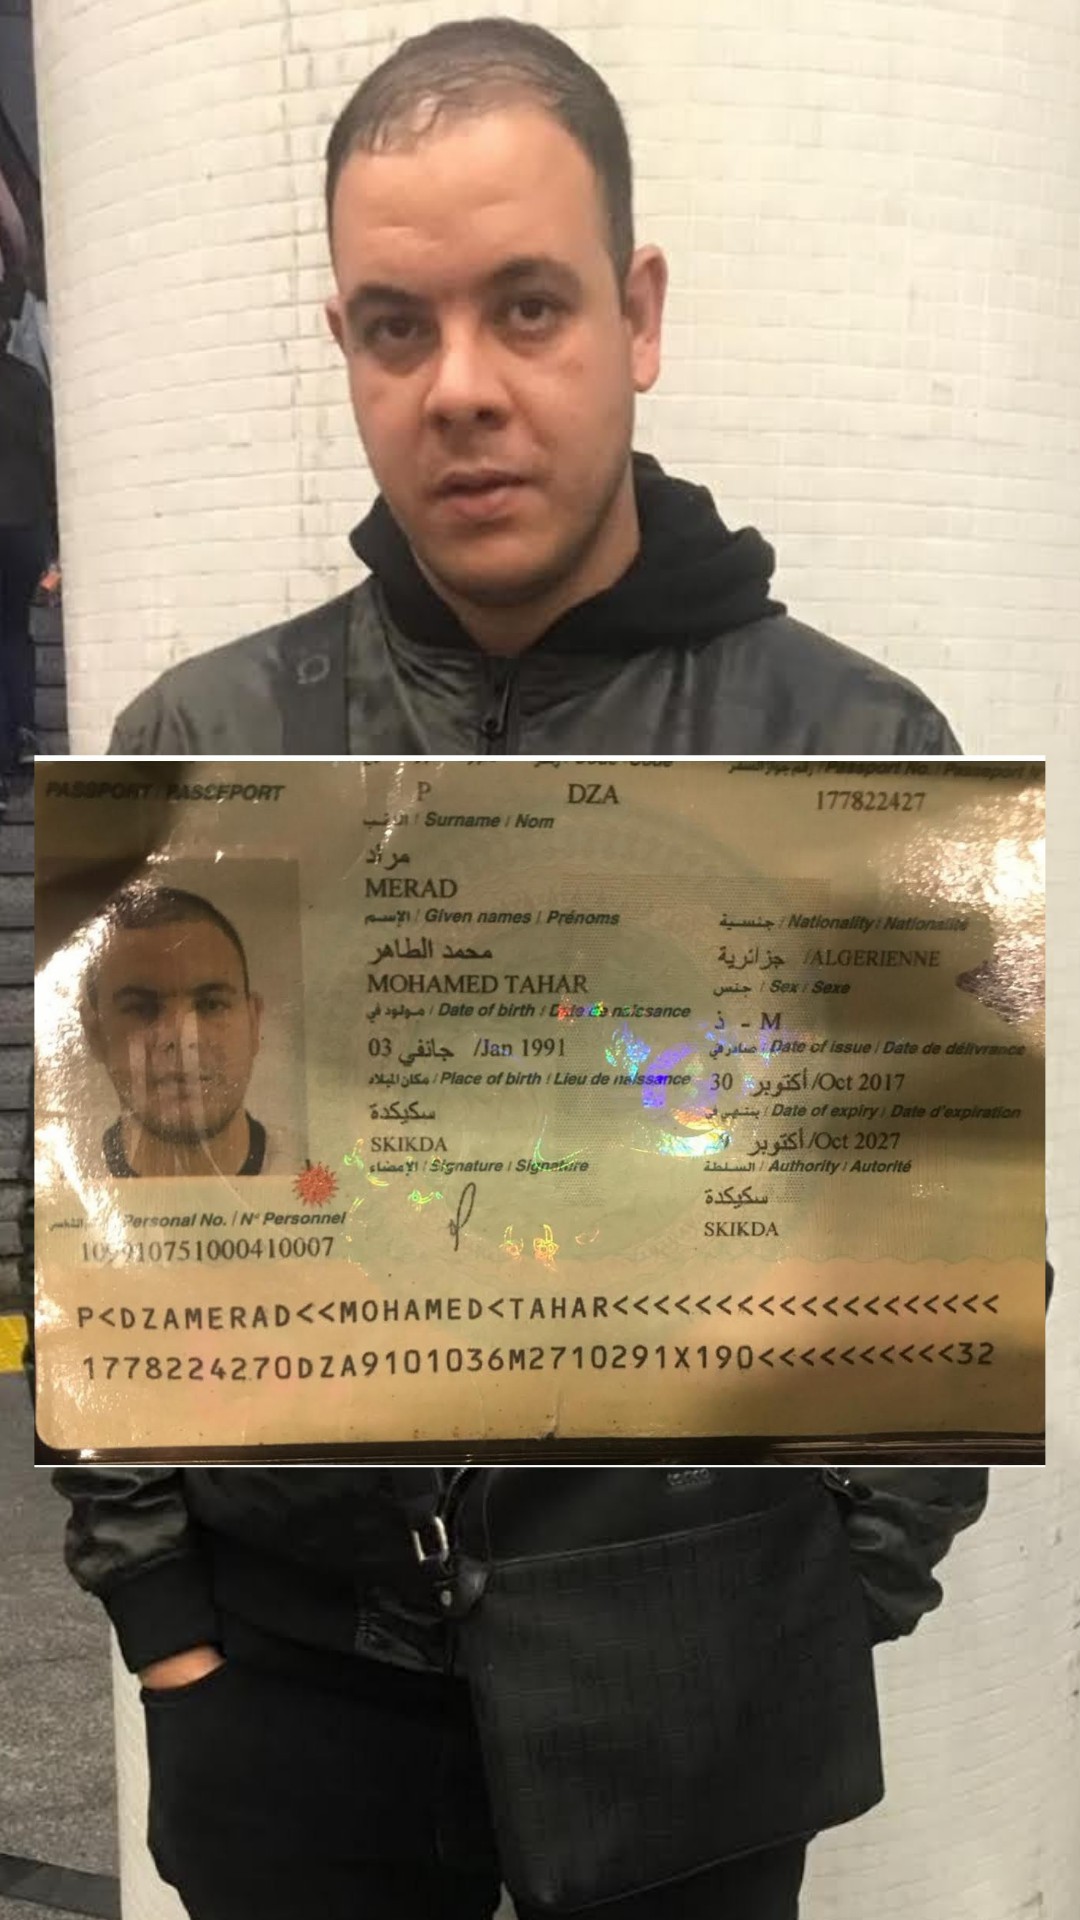 PASSPORT / PASSEPORT
P
DZA
177822427
Surname / Nom
مراد
MERAD
الإسم / Given names / Prénoms
محمد الطاهر
MOHAMED TAHAR
جنسية / Nationality / Nationalité
جزائرية /ALGERIENNE
جنس / Sex / Sexe
ذ - M
مولود في / Date of birth / Date de naissance
03 جانفي /Jan 1991
صادر في / Date of issue / Date de délivrance
30 أكتوبر /Oct 2017
مكان الميلاد / Place of birth / Lieu de naissance
سكيكدة
SKIKDA
ينتهي في / Date of expiry / Date d'expiration
أكتوبر /Oct 2027
الإمضاء / Signature / Signature
السلطة / Authority / Autorité
سكيكدة
SKIKDA
Personal No. / N° Personnel
109910751000410007
P<DZAMERAD<<MOHAMED<TAHAR<<<<<<<<<<<<<<<<<<<
1778224270DZA9101036M2710291X190<<<<<<<<<<32